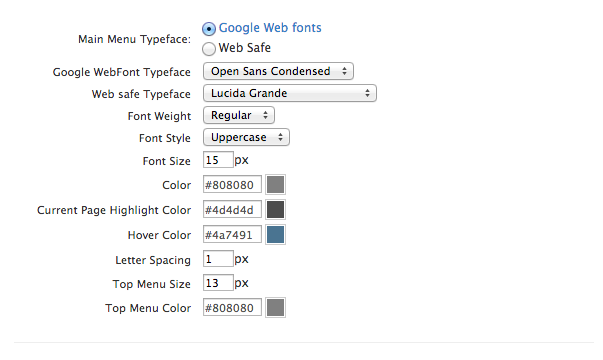 Main Menu Typeface:
Google Web fonts
Web Safe
Google WebFont Typeface Open Sans Condensed
Web safe Typeface Lucida Grande
Font Weight Regular
Font Style Uppercase
Font Size 15 px
Color #808080
Current Page Highlight Color #4d4d4d
Hover Color #4a7491
Letter Spacing 1 px
Top Menu Size 13 px
Top Menu Color #808080